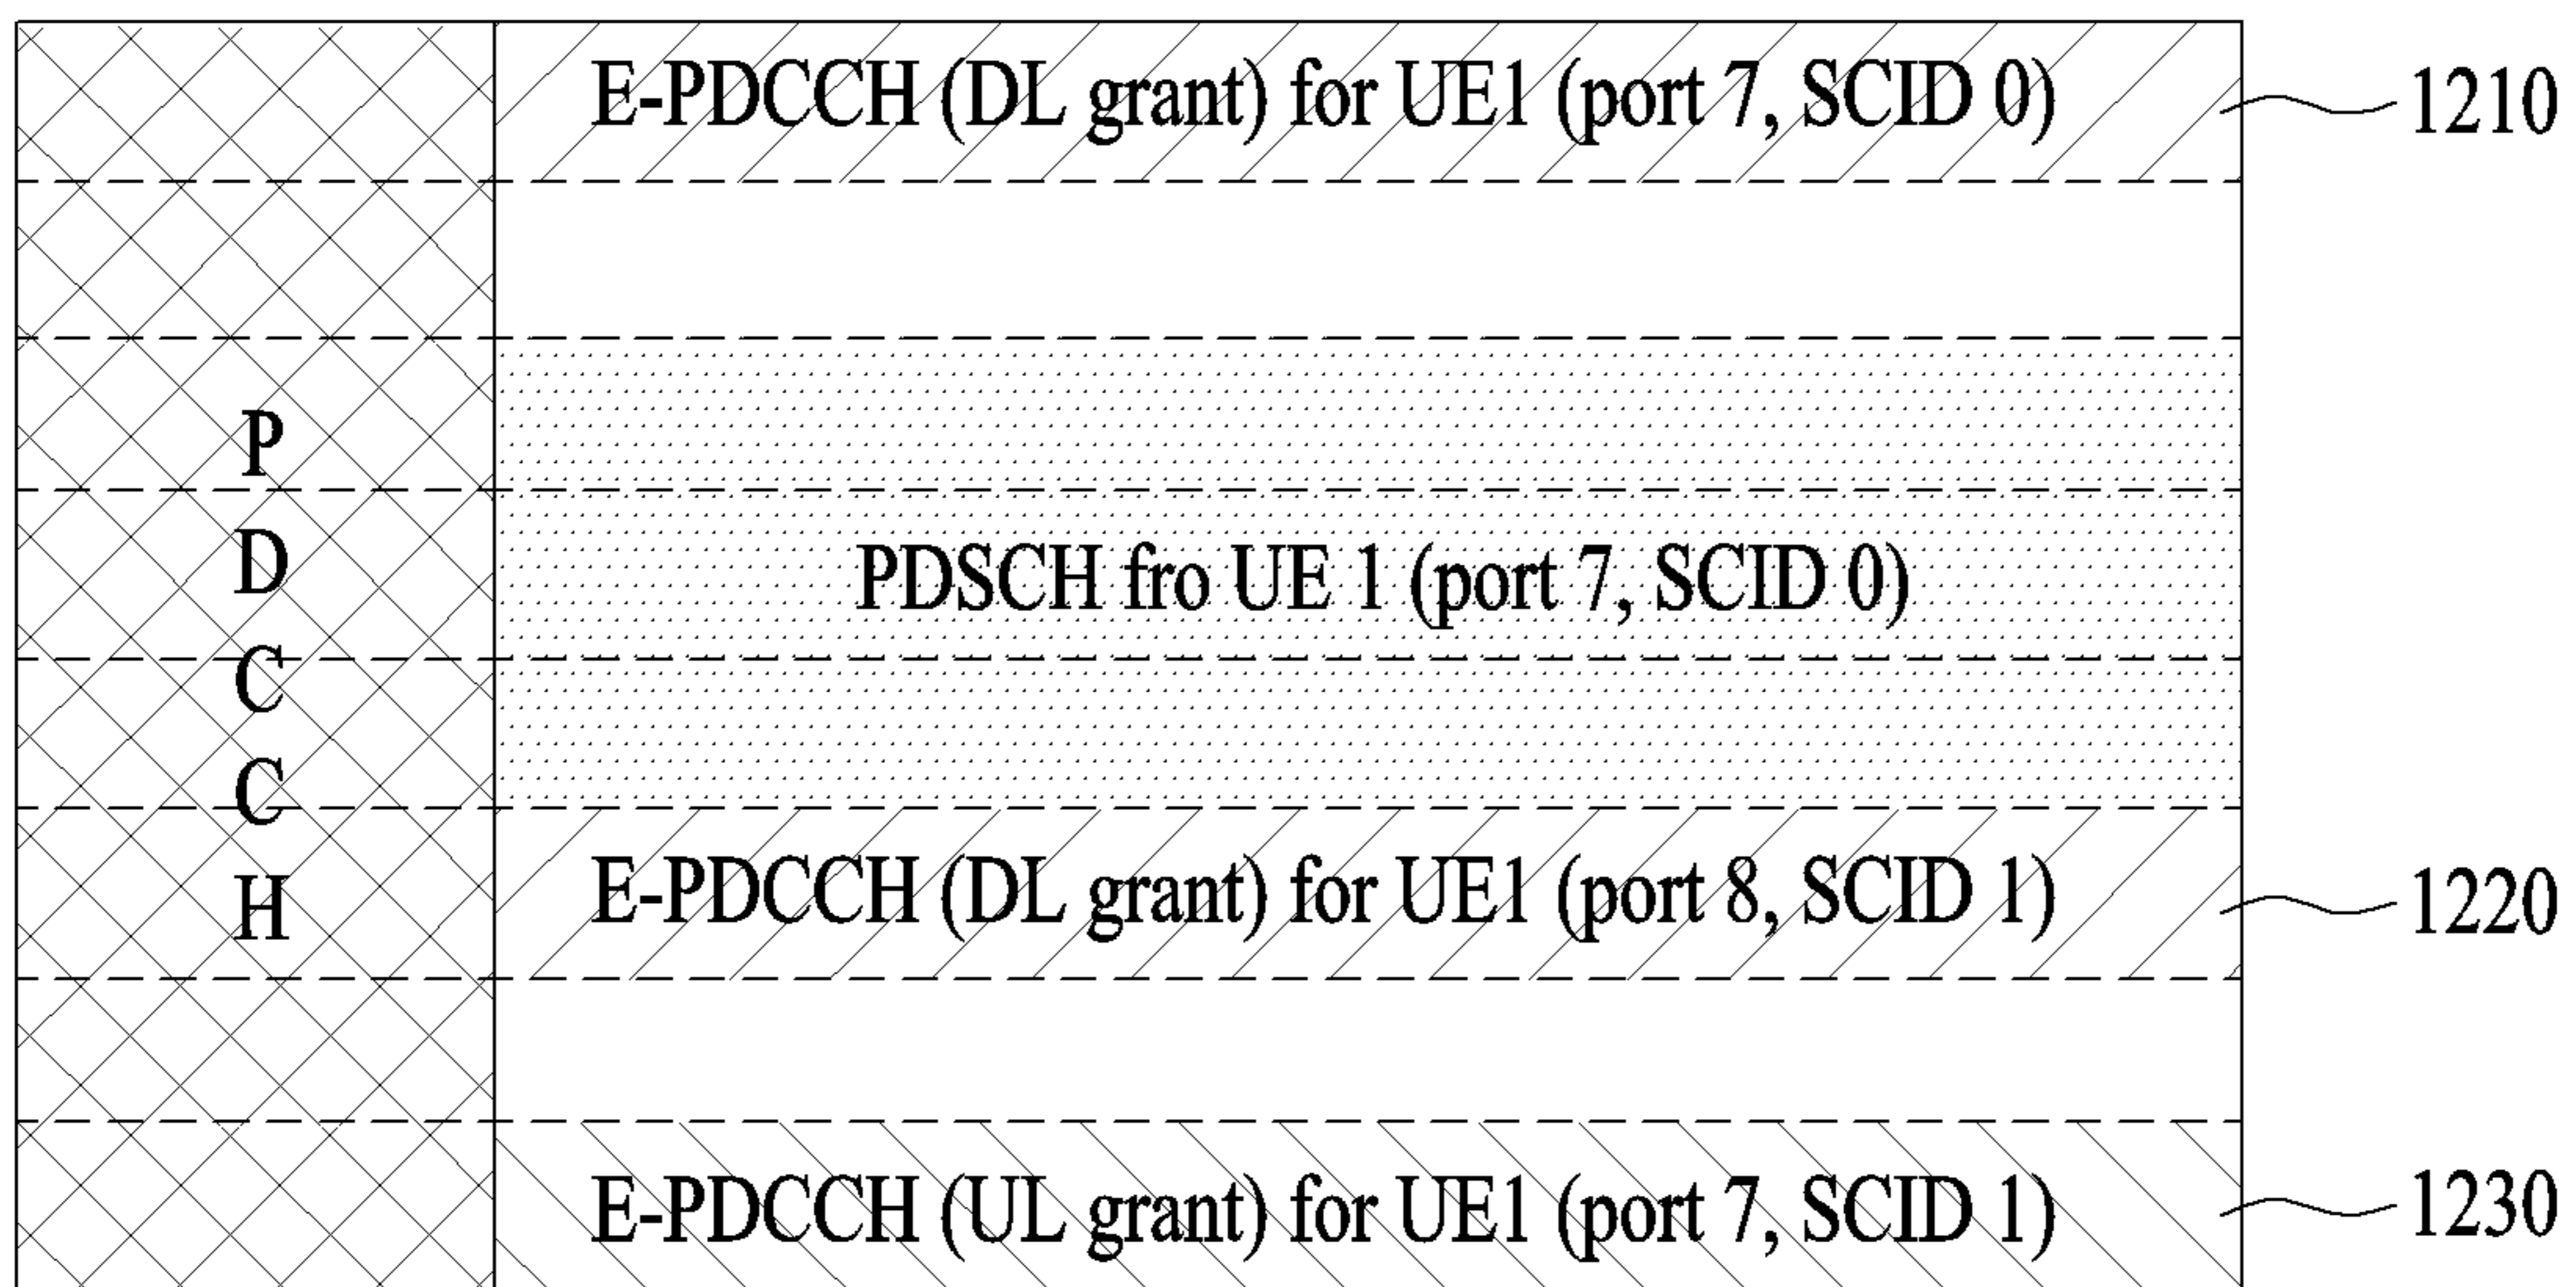 E-PDCCH (DL grant) for UE1 (port 7, SCID 0)
1210
P
D
C
C
H
PDSCH fro UE 1 (port 7, SCID 0)
E-PDCCH (DL grant) for UE1 (port 8, SCID 1)
1220
E-PDCCH (UL grant) for UE1 (port 7, SCID 1)
1230